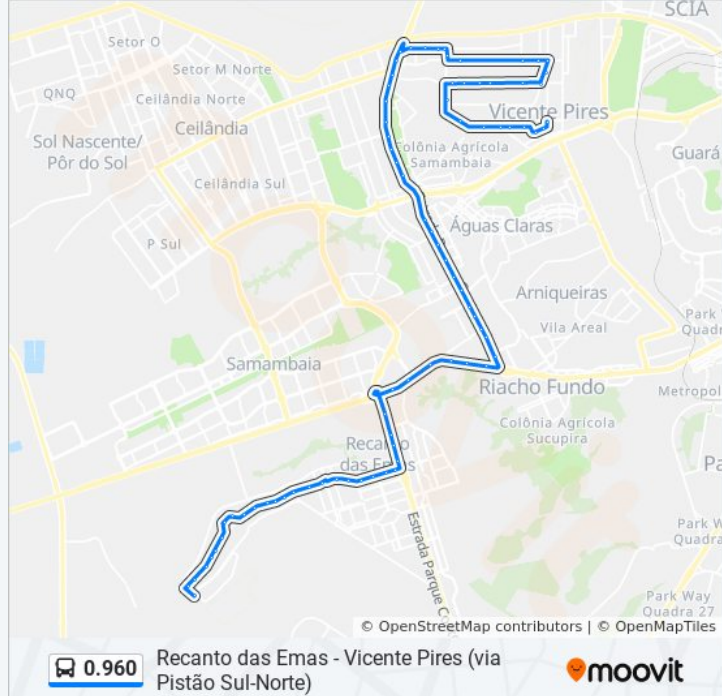 SCIA
Setor O
Setor M Norte
QNQ
Ceilândia Norte
Vicente Pires
Ceilândia
Sol Nascente/
Pôr do Sol
Colônia Agrícola
Samambaia
Guará
Ceilândia Sul
Águas Claras
P Sul
Arniqueiras
Park W
Quadra
Vila Areal
Samambaia
Riacho Fundo
Metropol
Colônia Agrícola
Sucupira
Recanto
das Emas
Pa
Estrada Parque C
Park W
Quadra
Park Way
Quadra 27
© OpenStreetMap contributors | © OpenMapTiles
0.960
Recanto das Emas - Vicente Pires (via
Pistão Sul-Norte)
moovit